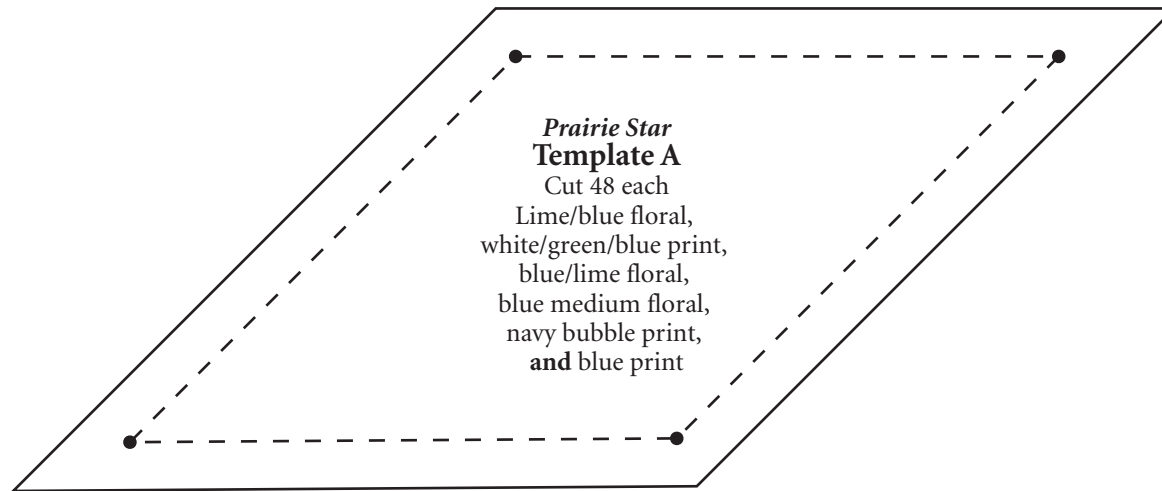 Prairie Star
Template A
Cut 48 each
Lime/blue floral,
white/green/blue print,
blue/lime floral,
blue medium floral,
navy bubble print,
and blue print